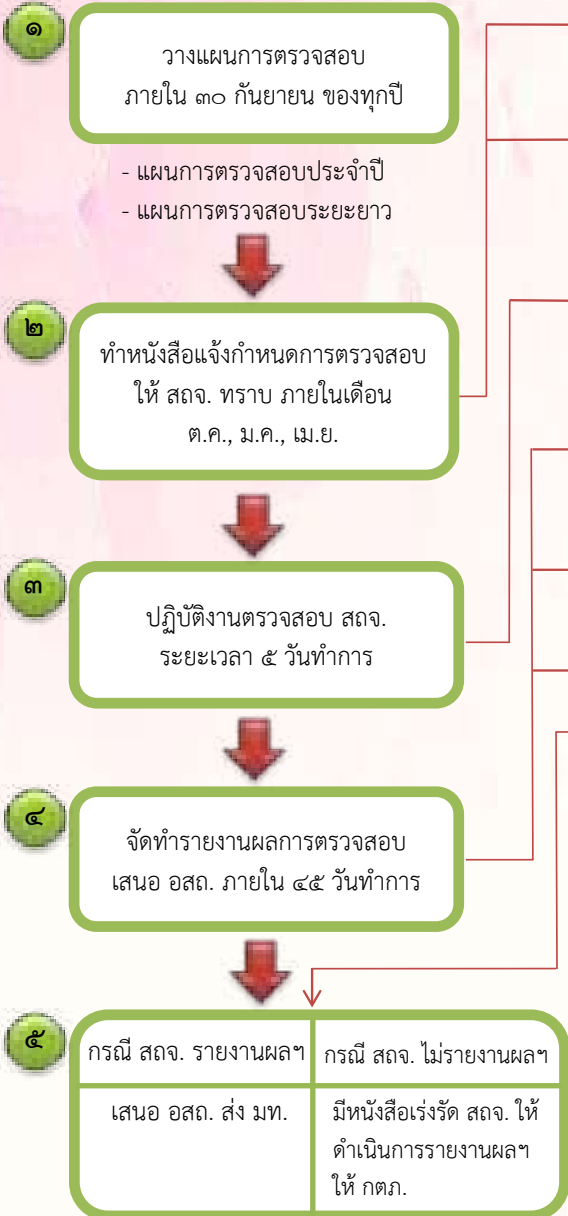 ๑
วางแผนการตรวจสอบ
ภายใน ๓๐ กันยายน ของทุกปี
- แผนการตรวจสอบประจำปี
- แผนการตรวจสอบระยะยาว
๒
ทำหนังสือแจ้งกำหนดการตรวจสอบ
ให้ สถจ. ทราบ ภายในเดือน
ต.ค., ม.ค., เม.ย.
๓
ปฏิบัติงานตรวจสอบ สถจ.
ระยะเวลา ๕ วันทำการ
๔
จัดทำรายงานผลการตรวจสอบ
เสนอ อสถ. ภายใน ๔๕ วันทำการ
๕
กรณี สถจ. รายงานผลฯ
เสนอ อสถ. ส่ง มท.
กรณี สถจ. ไม่รายงานผลฯ
มีหนังสือเร่งรัด สถจ. ให้
ดำเนินการรายงานผลฯ
ให้ กตภ.